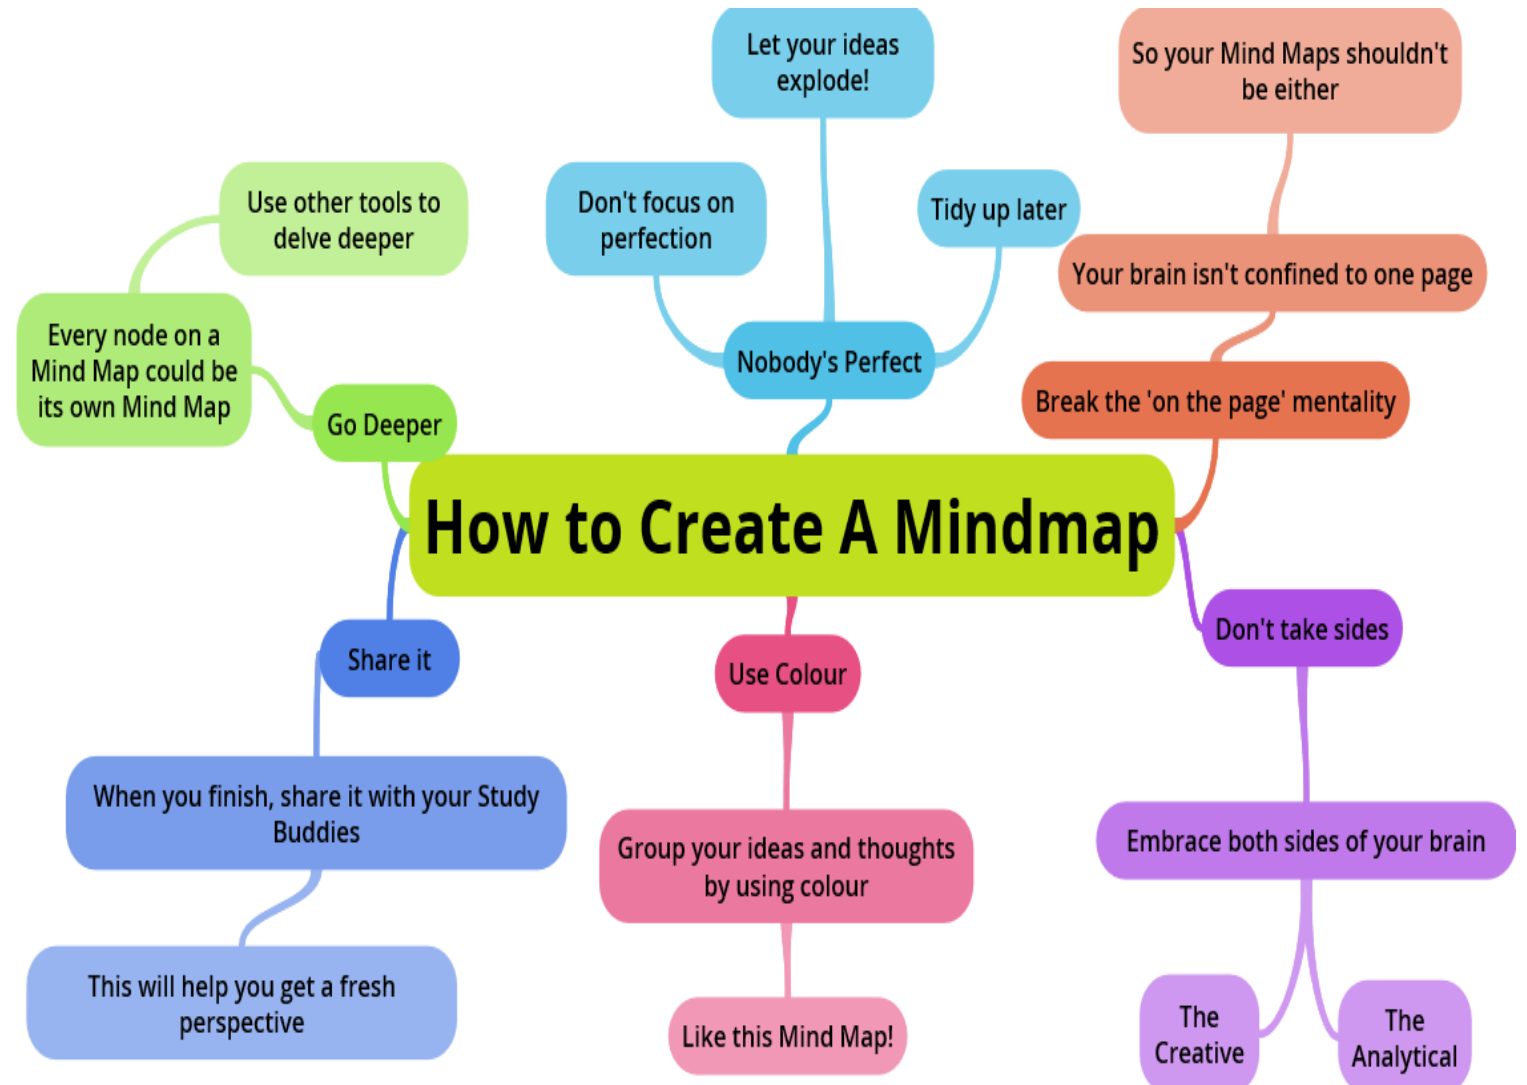 Let your ideas
explode!
So your Mind Maps shouldn't
be either
Use other tools to
delve deeper
Don't focus on
perfection
Tidy up later
Your brain isn't confined to one page
Every node on a
Mind Map could be
its own Mind Map
Nobody's Perfect
Break the 'on the page' mentality
Go Deeper
How to Create A Mindmap
Don't take sides
Share it
Use Colour
When you finish, share it with your Study
Buddies
Group your ideas and thoughts
by using colour
Embrace both sides of your brain
This will help you get a fresh
perspective
Like this Mind Map!
The
Creative
The
Analytical